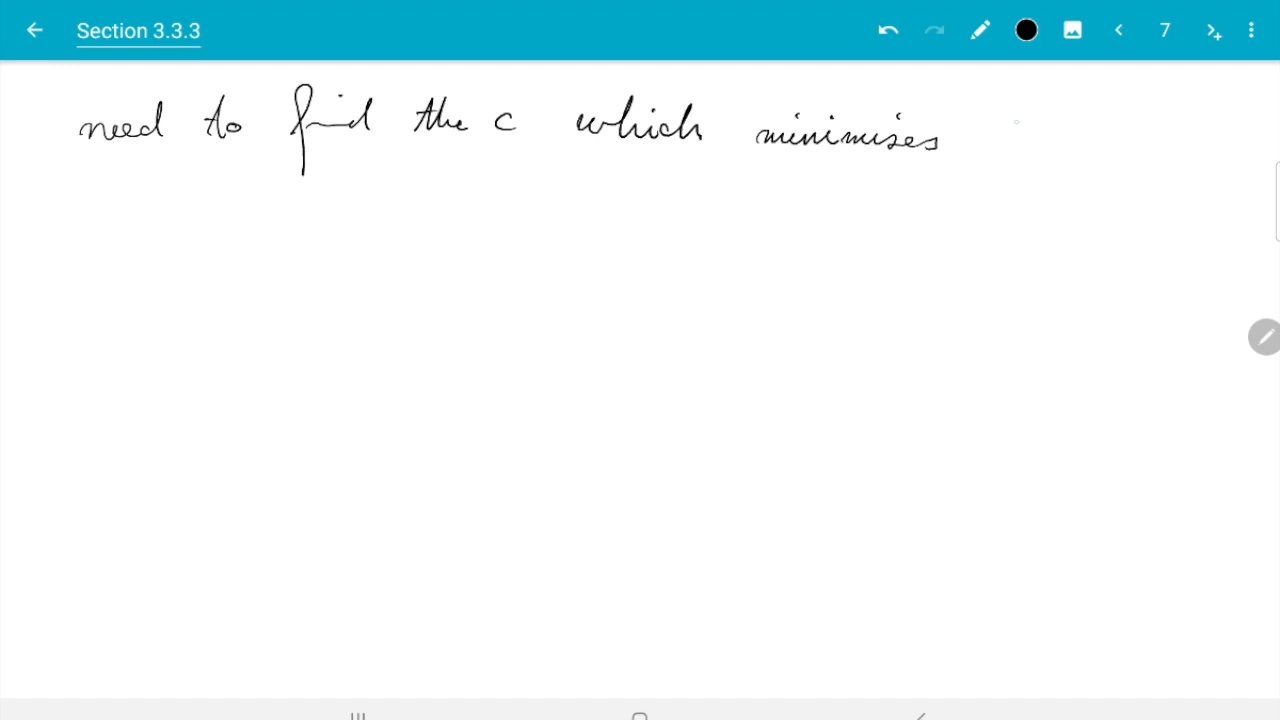 Section 3.3.3
7
need to find the c which minimises